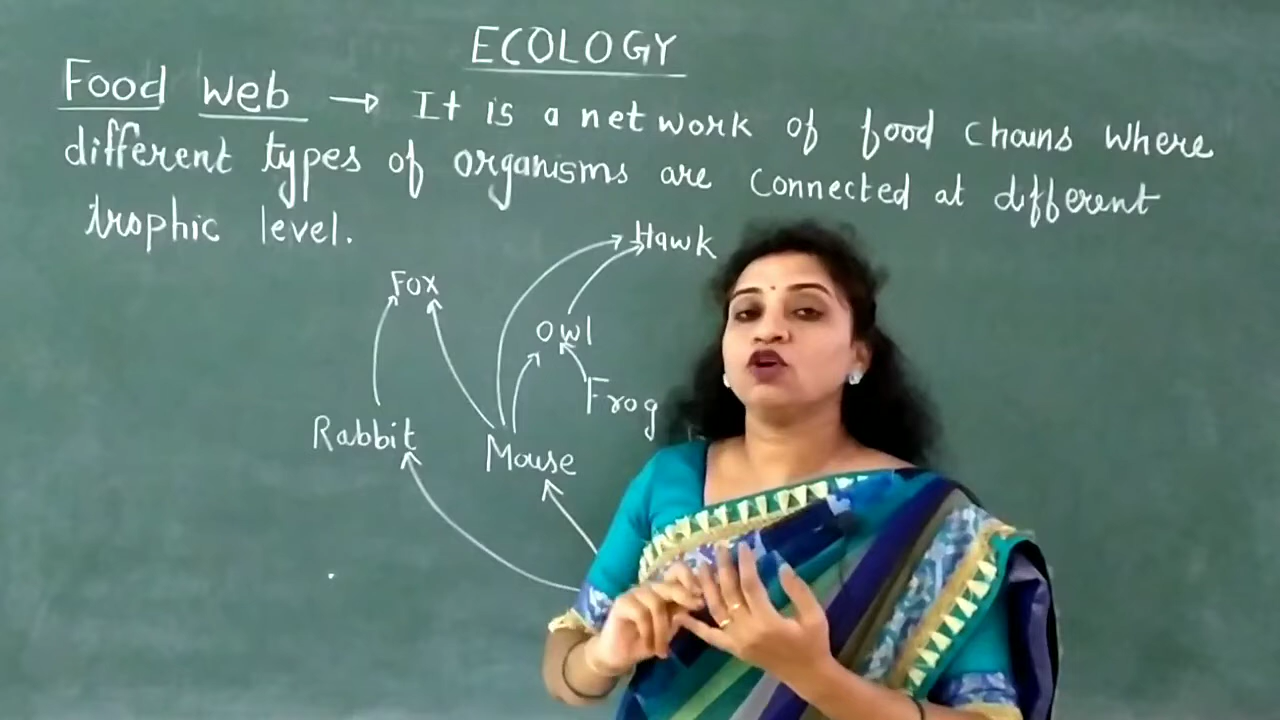 ECOLOGY
Food web → It is a network of food chains where
different types of organisms are connected at different
trophic level.
Hawk
Fox
Owl
Frog
Rabbit
Mouse